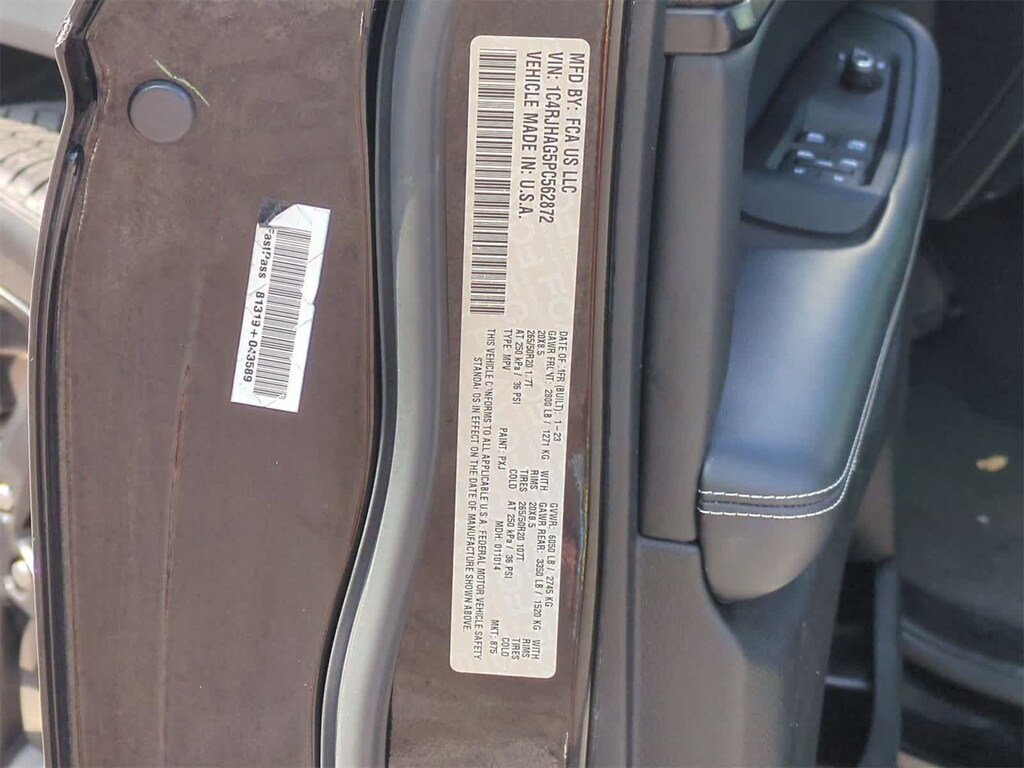 MFD BY: FCA US LLC
VIN: 1C4RJHAG5PC562872
VEHICLE MADE IN: U.S.A.
DATE OF MFR (BUILT): 1-23 GVWR: 6050 LB / 2745 KG
GAWR FRONT: 2800 LB / 1271 KG WITH GAWR REAR: 3350 LB / 1520 KG WITH
20X8.5 RIMS 20X8.5 RIMS
265/50R20 107T TIRES 265/50R20 107T TIRES
AT 250 kPa / 36 PSI COLD AT 250 kPa / 36 PSI COLD
TYPE: MPV PAINT: PXJ MDH: 011014 MKT: 875
THIS VEHICLE CONFORMS TO ALL APPLICABLE U.S.A. FEDERAL MOTOR VEHICLE SAFETY
STANDARDS IN EFFECT ON THE DATE OF MANUFACTURE SHOWN ABOVE.
FastPass 81319+043589